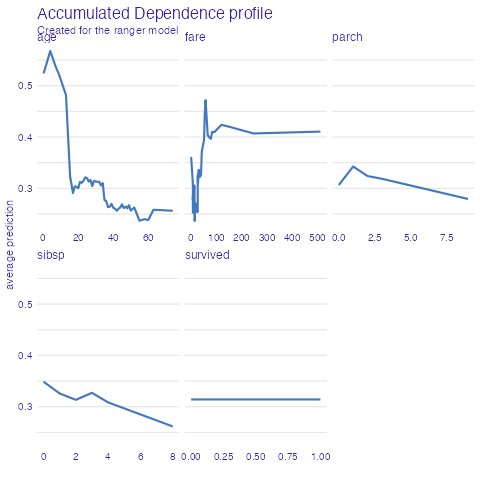 Accumulated Dependence profile
Created for the ranger model
age fare parch
0.5
0.4
0.3
0 20 40 60 0 100 200 300 400 500 0.0 2.5 5.0 7.5
average prediction
sibsp survived
0.5
0.4
0.3
0 2 4 6 8 0.00 0.25 0.50 0.75 1.00